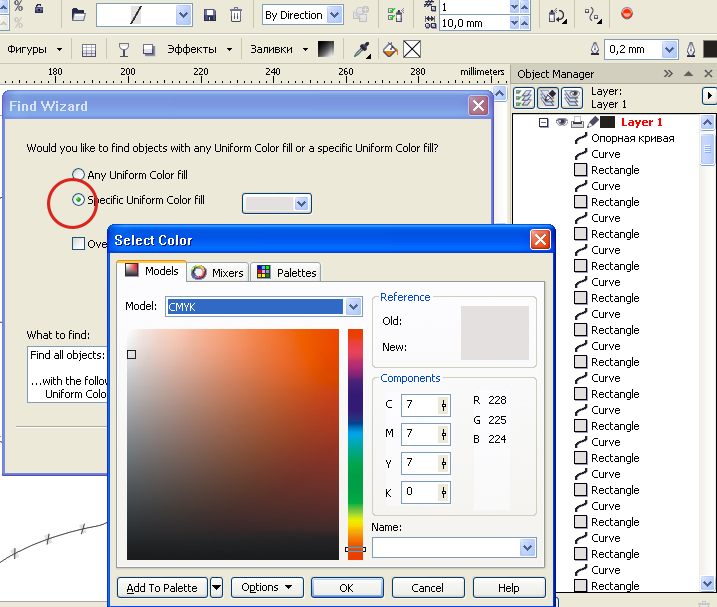 By Direction
1
10,0 mm
Фигуры
Эффекты
Заливки
0,2 mm
180 200 220 240 260 280 millimeters
Object Manager
Layer:
Layer 1
Layer 1
Опорная кривая
Curve
Rectangle
Curve
Rectangle
Curve
Rectangle
Curve
Rectangle
Curve
Rectangle
Curve
Rectangle
Curve
Rectangle
Curve
Rectangle
Curve
Rectangle
Curve
Rectangle
Curve
Rectangle
Curve
Rectangle
Curve
Rectangle
Curve
Rectangle
Find Wizard
Would you like to find objects with any Uniform Color fill or a specific Uniform Color fill?
Any Uniform Color fill
Specific Uniform Color fill
Ove
What to find:
Find all objects:
...with the follow
Uniform Colo
Select Color
Models Mixers Palettes
Model: CMYK
Reference
Old:
New:
Components
C 7 R 228
M 7 G 225
Y 7 B 224
K 0
Name:
Add To Palette Options OK Cancel Help